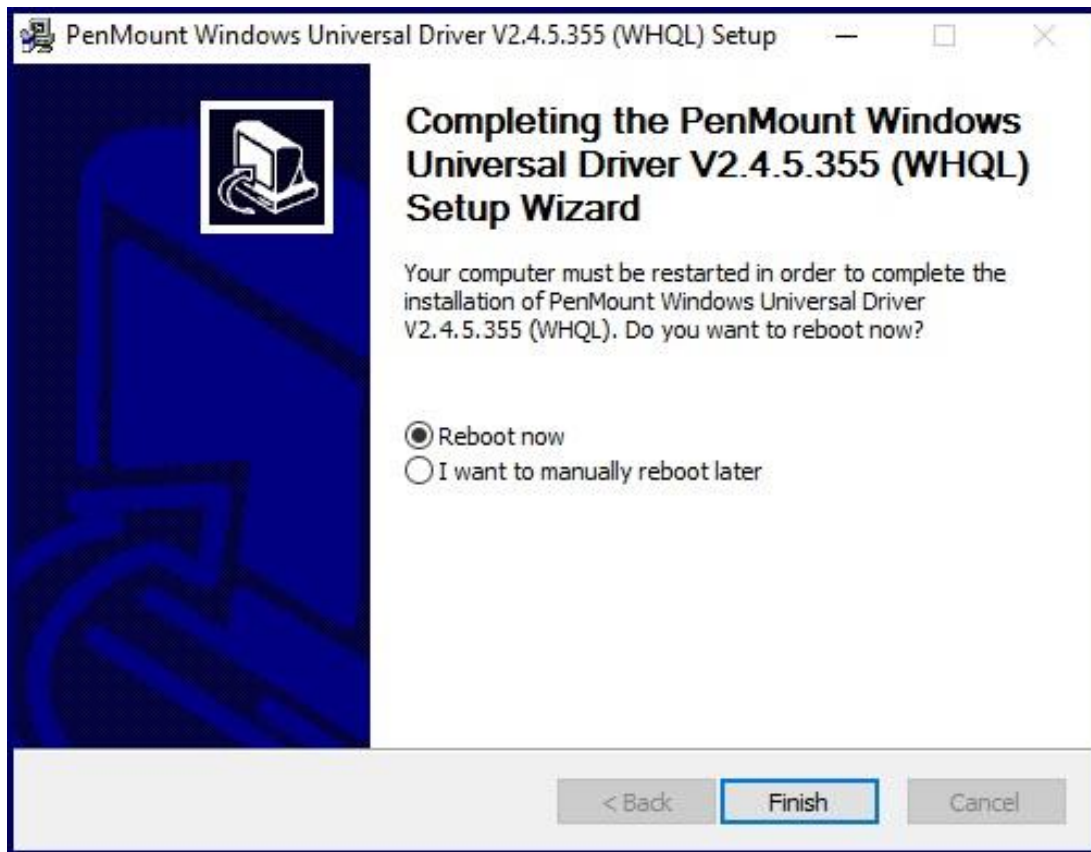 PenMount Windows Universal Driver V2.4.5.355 (WHQL) Setup
Completing the PenMount Windows
Universal Driver V2.4.5.355 (WHQL)
Setup Wizard
Your computer must be restarted in order to complete the
installation of PenMount Windows Universal Driver
V2.4.5.355 (WHQL). Do you want to reboot now?
Reboot now
I want to manually reboot later
< Back Finish Cancel